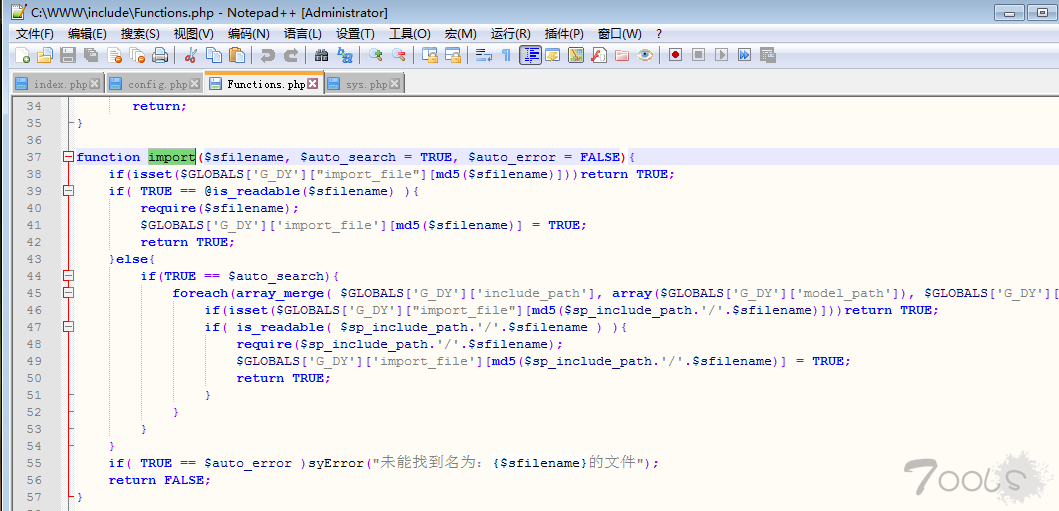 C:\WWW\include\Functions.php - Notepad++ [Administrator]
文件(F) 编辑(E) 搜索(S) 视图(V) 编码(N) 语言(L) 设置(T) 工具(O) 宏(M) 运行(R) 插件(P) 窗口(W) ?
index.php config.php Functions.php sys.php
34 return;
35 }
36
37 function import($sfilename, $auto_search = TRUE, $auto_error = FALSE){
38 if(isset($GLOBALS['G_DY']["import_file"][md5($sfilename)]))return TRUE;
39 if( TRUE == @is_readable($sfilename) ){
40 require($sfilename);
41 $GLOBALS['G_DY']['import_file'][md5($sfilename)] = TRUE;
42 return TRUE;
43 }else{
44 if(TRUE == $auto_search){
45 foreach(array_merge( $GLOBALS['G_DY']['include_path'], array($GLOBALS['G_DY']['model_path']), $GLOBALS['G_DY'][
46 if(isset($GLOBALS['G_DY']["import_file"][md5($sp_include_path.'/'.$sfilename)]))return TRUE;
47 if( is_readable( $sp_include_path.'/'.$sfilename ) ){
48 require($sp_include_path.'/'.$sfilename);
49 $GLOBALS['G_DY']['import_file'][md5($sp_include_path.'/'.$sfilename)] = TRUE;
50 return TRUE;
51 }
52 }
53 }
54 }
55 if( TRUE == $auto_error )syError("未能找到名为：{$sfilename}的文件");
56 return FALSE;
57 }
7ools